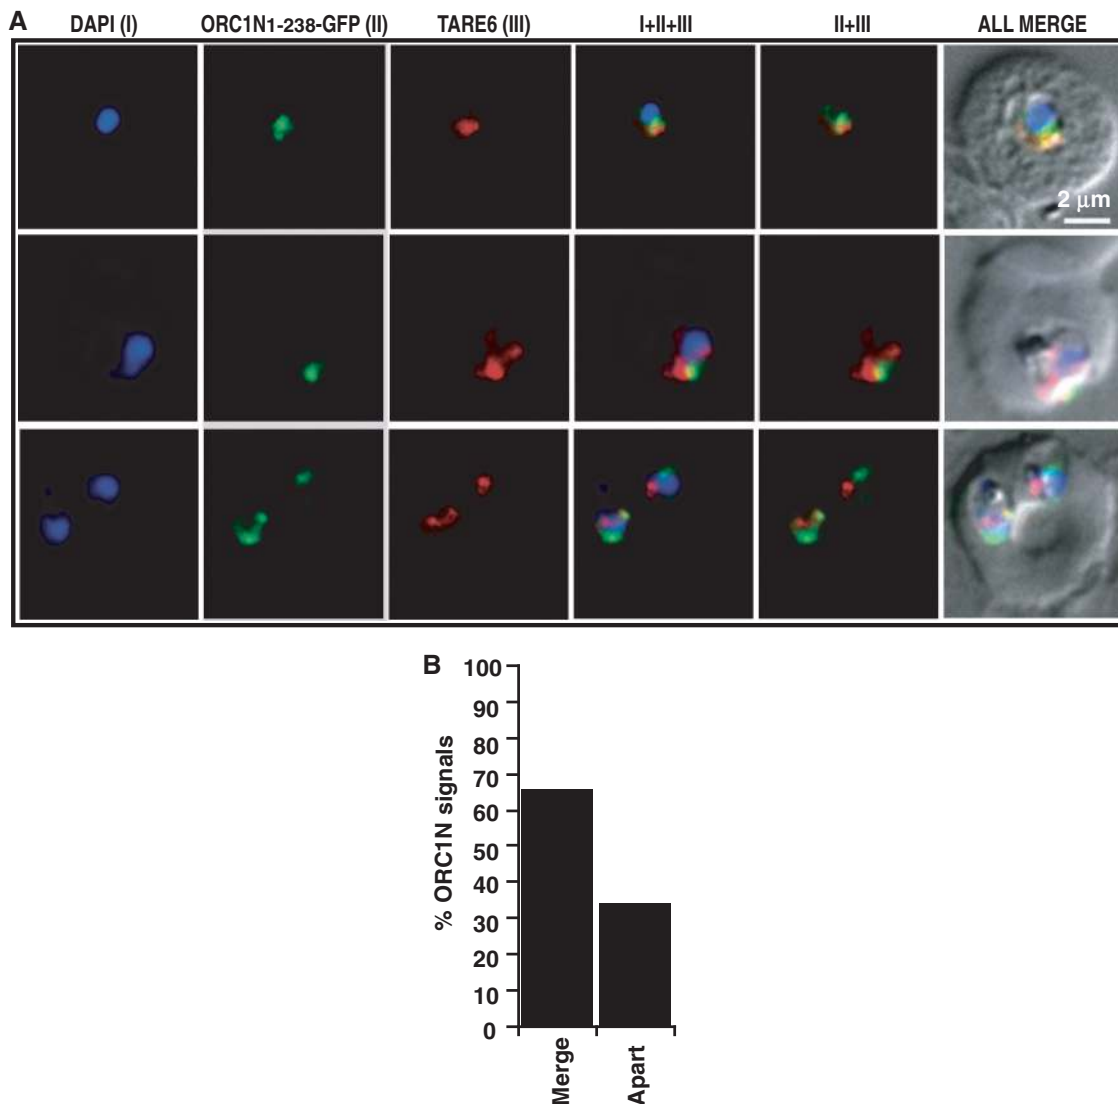 A
DAPI (I) ORC1N1-238-GFP (II) TARE6 (III) I+II+III II+III ALL MERGE
2 μm
B
% ORC1N signals
100
90
80
70
60
50
40
30
20
10
0
Merge
Apart